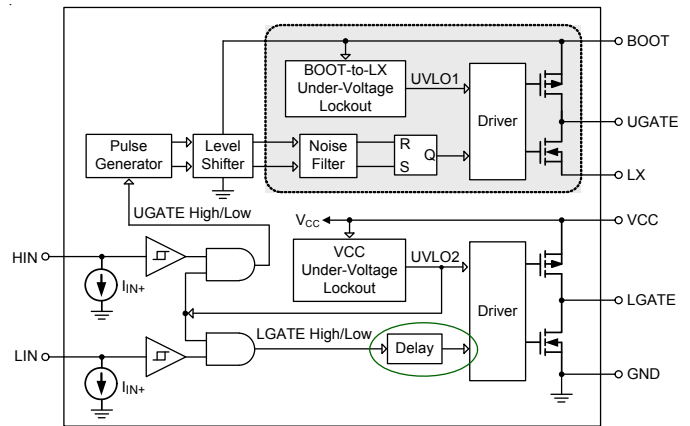 BOOT
BOOT-to-LX
Under-Voltage
Lockout
UVLO1
Driver
UGATE
Pulse
Generator
Level
Shifter
Noise
Filter
R
S
Q
LX
UGATE High/Low
VCC
VCC
HIN
VCC
Under-Voltage
Lockout
UVLO2
Driver
IIN+
LGATE
LGATE High/Low
Delay
LIN
IIN+
GND